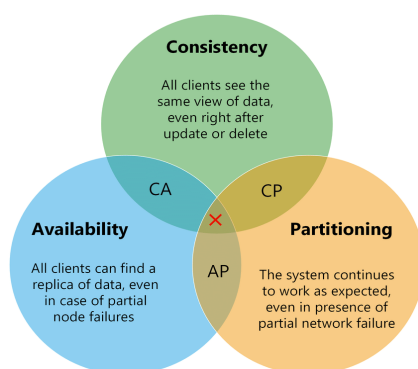 Consistency
All clients see the
same view of data,
even right after
update or delete
CA
CP
Availability
All clients can find a
replica of data, even
in case of partial
node failures
AP
Partitioning
The system continues
to work as expected,
even in presence of
partial network failure